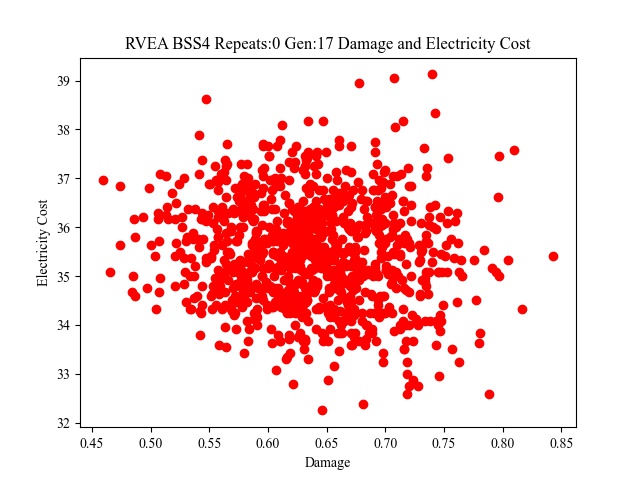 RVEA BSS4 Repeats:0 Gen:17 Damage and Electricity Cost
39
38
37
36
35
34
33
32
Electricity Cost
0.45 0.50 0.55 0.60 0.65 0.70 0.75 0.80 0.85
Damage